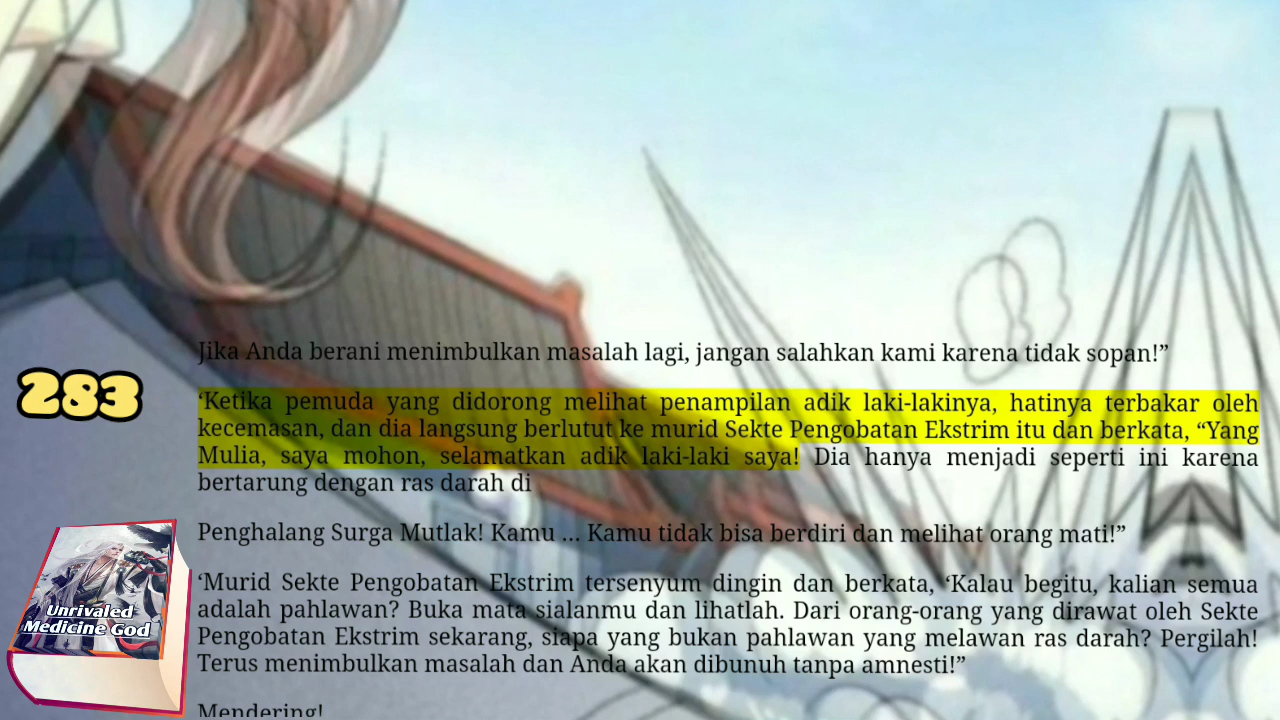 Jika Anda berani menimbulkan masalah lagi, jangan salahkan kami karena tidak sopan!”
283
‘Ketika pemuda yang didorong melihat penampilan adik laki-lakinya, hatinya terbakar oleh
kecemasan, dan dia langsung berlutut ke murid Sekte Pengobatan Ekstrim itu dan berkata, “Yang
Mulia, saya mohon, selamatkan adik laki-laki saya! Dia hanya menjadi seperti ini karena
bertarung dengan ras darah di
Penghalang Surga Mutlak! Kamu ... Kamu tidak bisa berdiri dan melihat orang mati!”
‘Murid Sekte Pengobatan Ekstrim tersenyum dingin dan berkata, ‘Kalau begitu, kalian semua
adalah pahlawan? Buka mata sialanmu dan lihatlah. Dari orang-orang yang dirawat oleh Sekte
Pengobatan Ekstrim sekarang, siapa yang bukan pahlawan yang melawan ras darah? Pergilah!
Terus menimbulkan masalah dan Anda akan dibunuh tanpa amnesti!”
Mendering!
Unrivaled
Medicine God